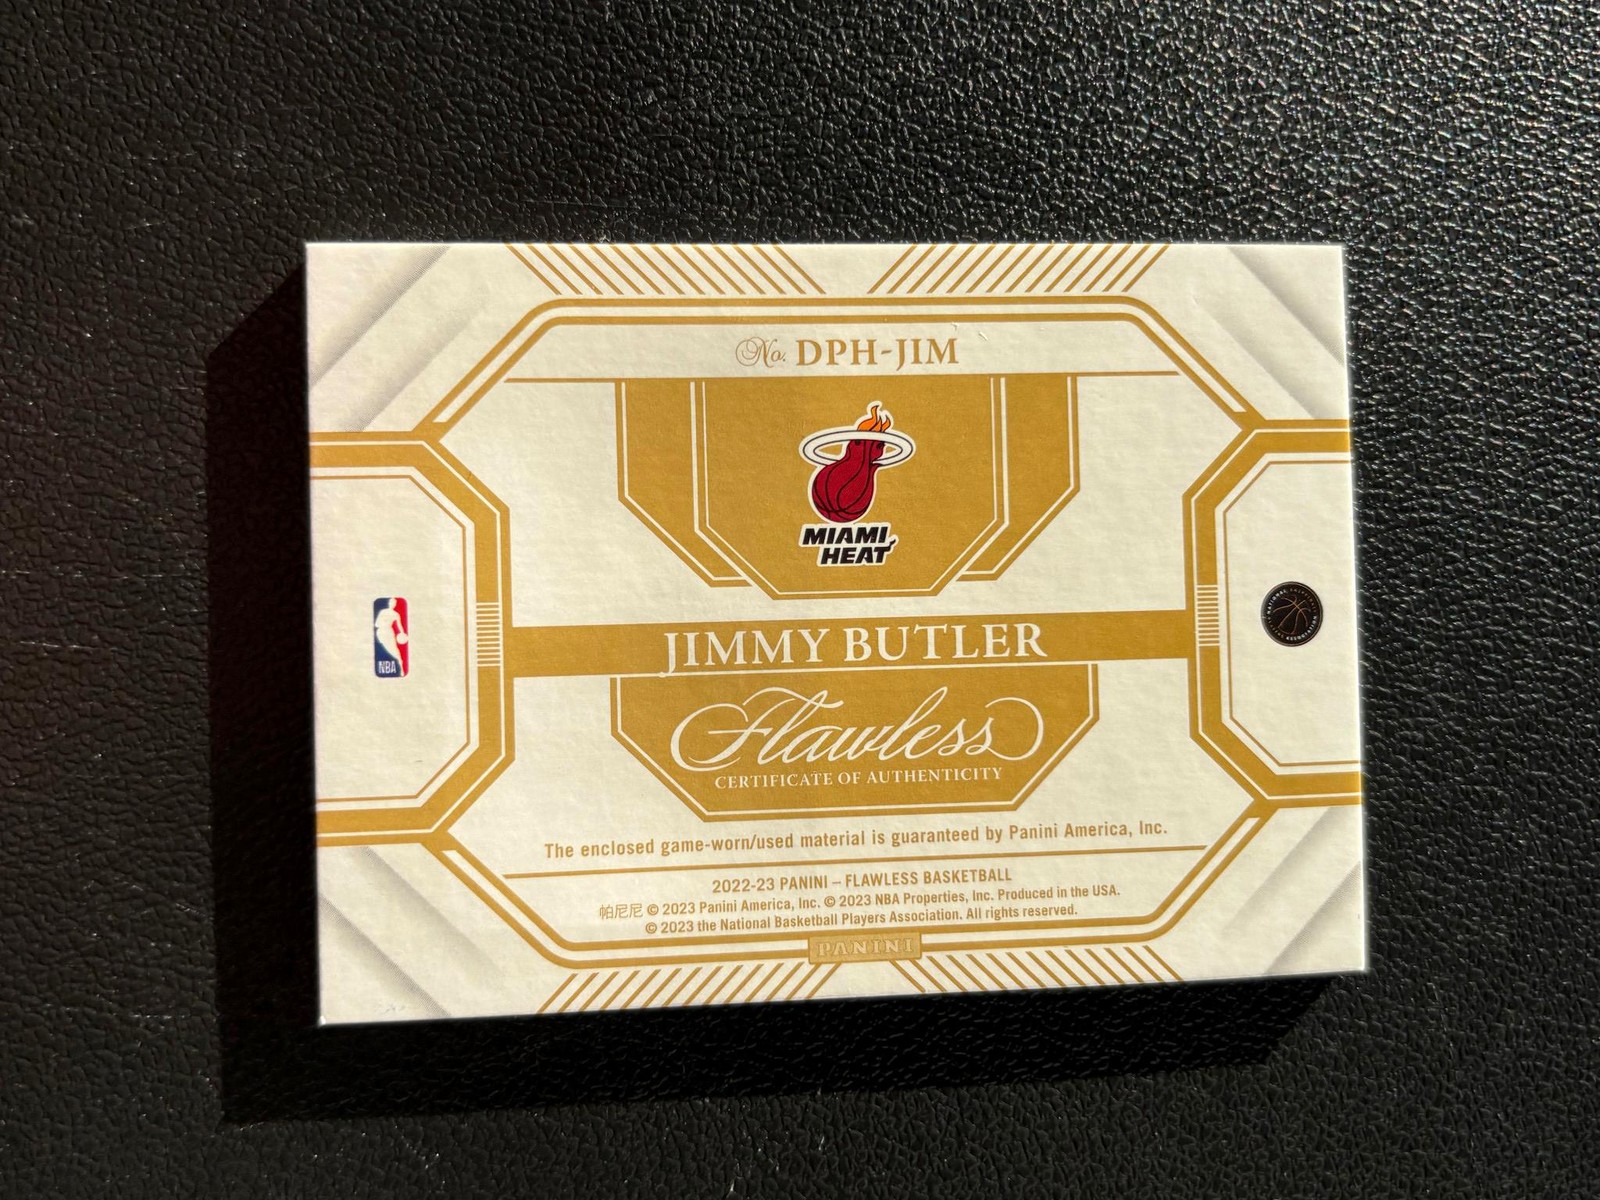 No. DPH-JIM
MIAMI
HEAT
JIMMY BUTLER
NBA
Flawless
CERTIFICATE OF AUTHENTICITY
The enclosed game-worn/used material is guaranteed by Panini America, Inc.
2022-23 PANINI – FLAWLESS BASKETBALL
帕尼尼 © 2023 Panini America, Inc. © 2023 NBA Properties, Inc. Produced in the USA.
© 2023 the National Basketball Players Association. All rights reserved.
PANINI